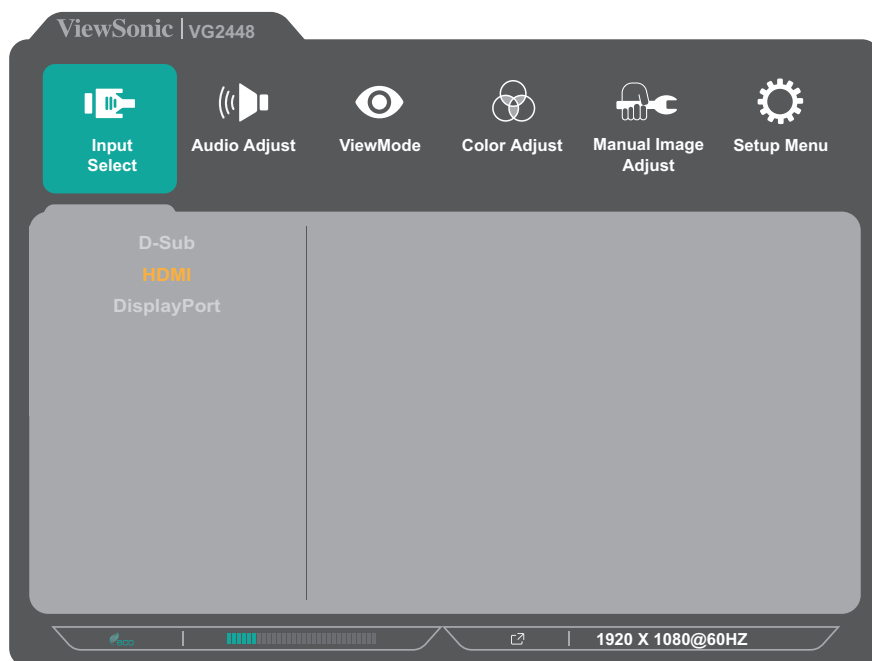 ViewSonic VG2448
Input Select
Audio Adjust
ViewMode
Color Adjust
Manual Image Adjust
Setup Menu
D-Sub
HDMI
DisplayPort
eco
1920 X 1080@60HZ